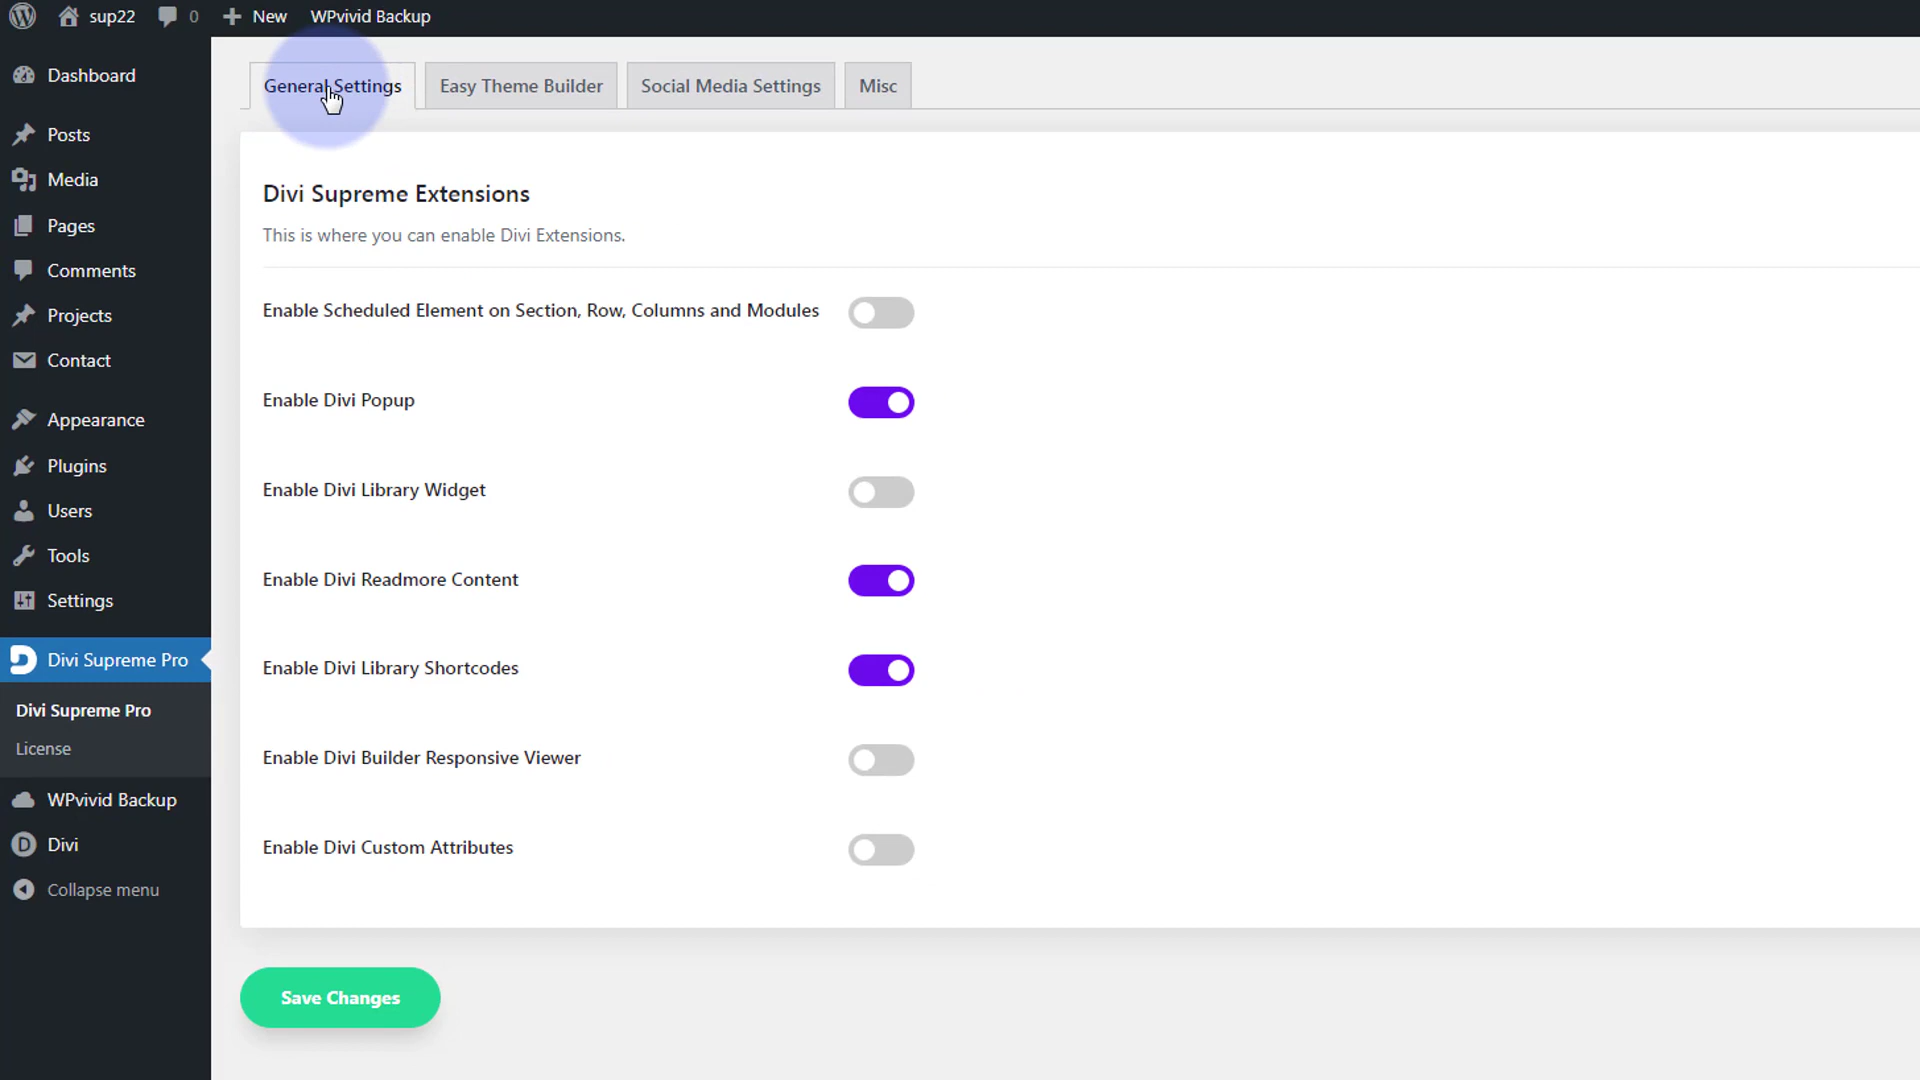 sup22
0
New
WPvivid Backup
Dashboard
Posts
Media
Pages
Comments
Projects
Contact
Appearance
Plugins
Users
Tools
Settings
Divi Supreme Pro
Divi Supreme Pro
License
WPvivid Backup
Divi
Collapse menu
General Settings
Easy Theme Builder
Social Media Settings
Misc
Divi Supreme Extensions
This is where you can enable Divi Extensions.
Enable Scheduled Element on Section, Row, Columns and Modules
Enable Divi Popup
Enable Divi Library Widget
Enable Divi Readmore Content
Enable Divi Library Shortcodes
Enable Divi Builder Responsive Viewer
Enable Divi Custom Attributes
Save Changes